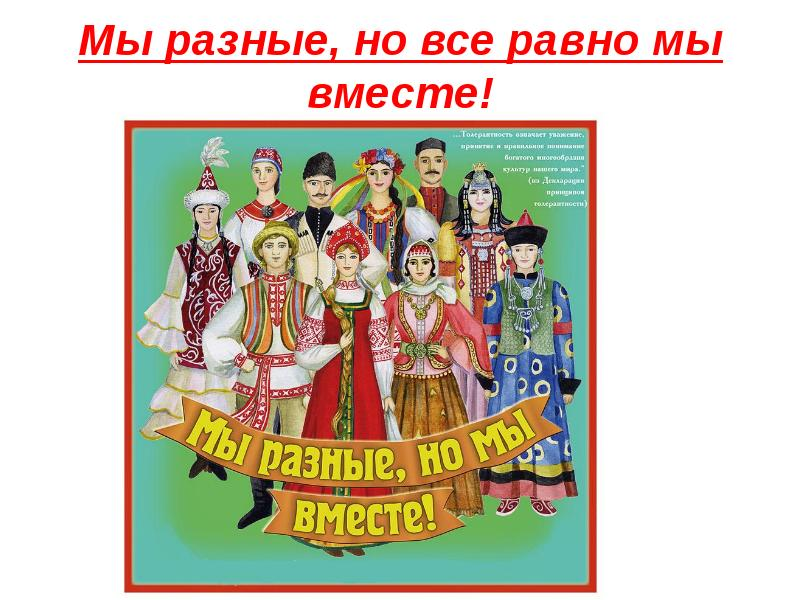 Мы разные, но все равно мы
вместе!
...Толерантность означает уважение,
принятие и правильное понимание
богатого многообразия
культур нашего мира."
(из Декларации
принципов
толерантности)
Мы разные, но мы
вместе!